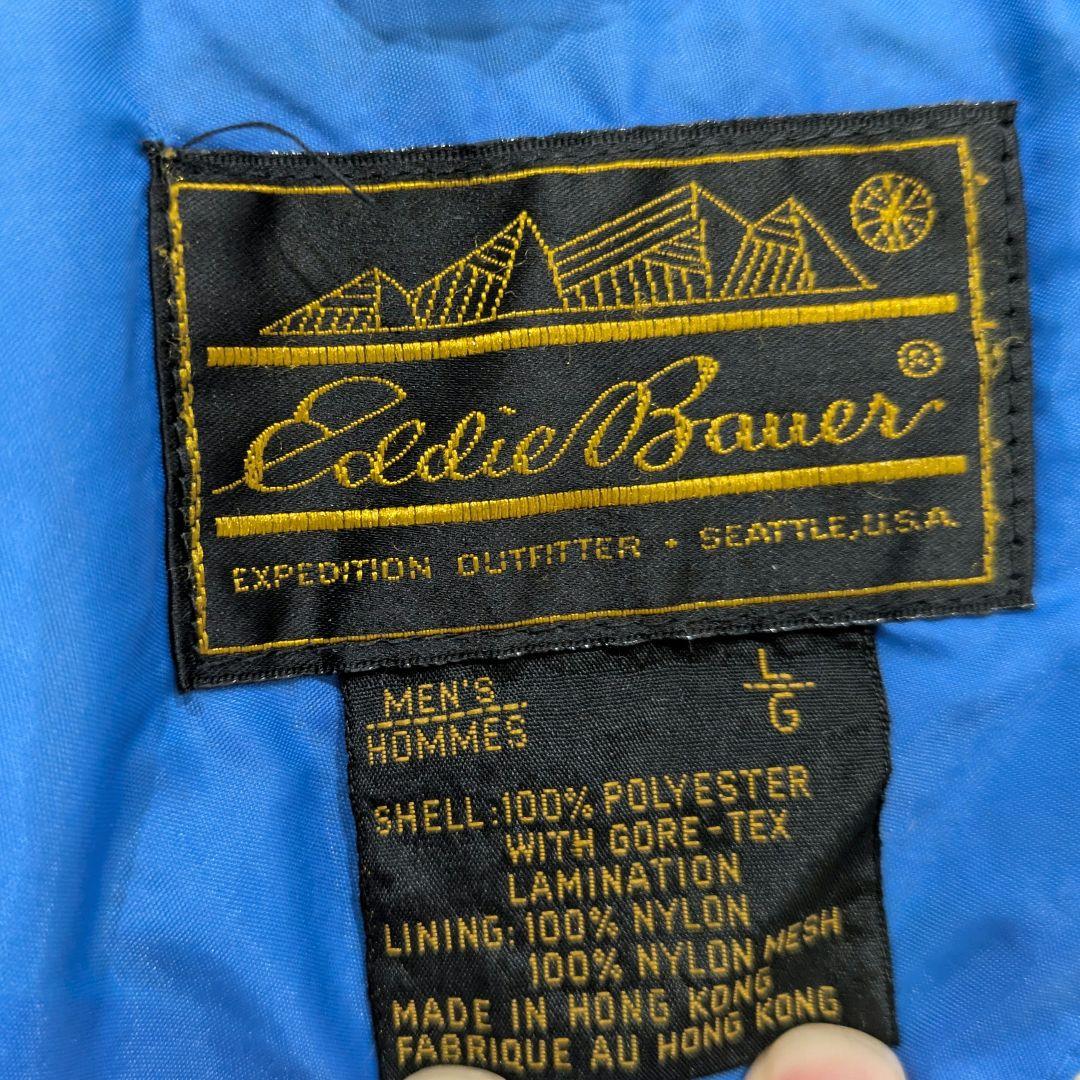 Eddie Bauer®
EXPEDITION OUTFITTER • SEATTLE, U.S.A.
MEN'S L
HOMMES G
SHELL: 100% POLYESTER
WITH GORE-TEX
LAMINATION
LINING: 100% NYLON
100% NYLON MESH
MADE IN HONG KONG
FABRIQUE AU HONG KONG